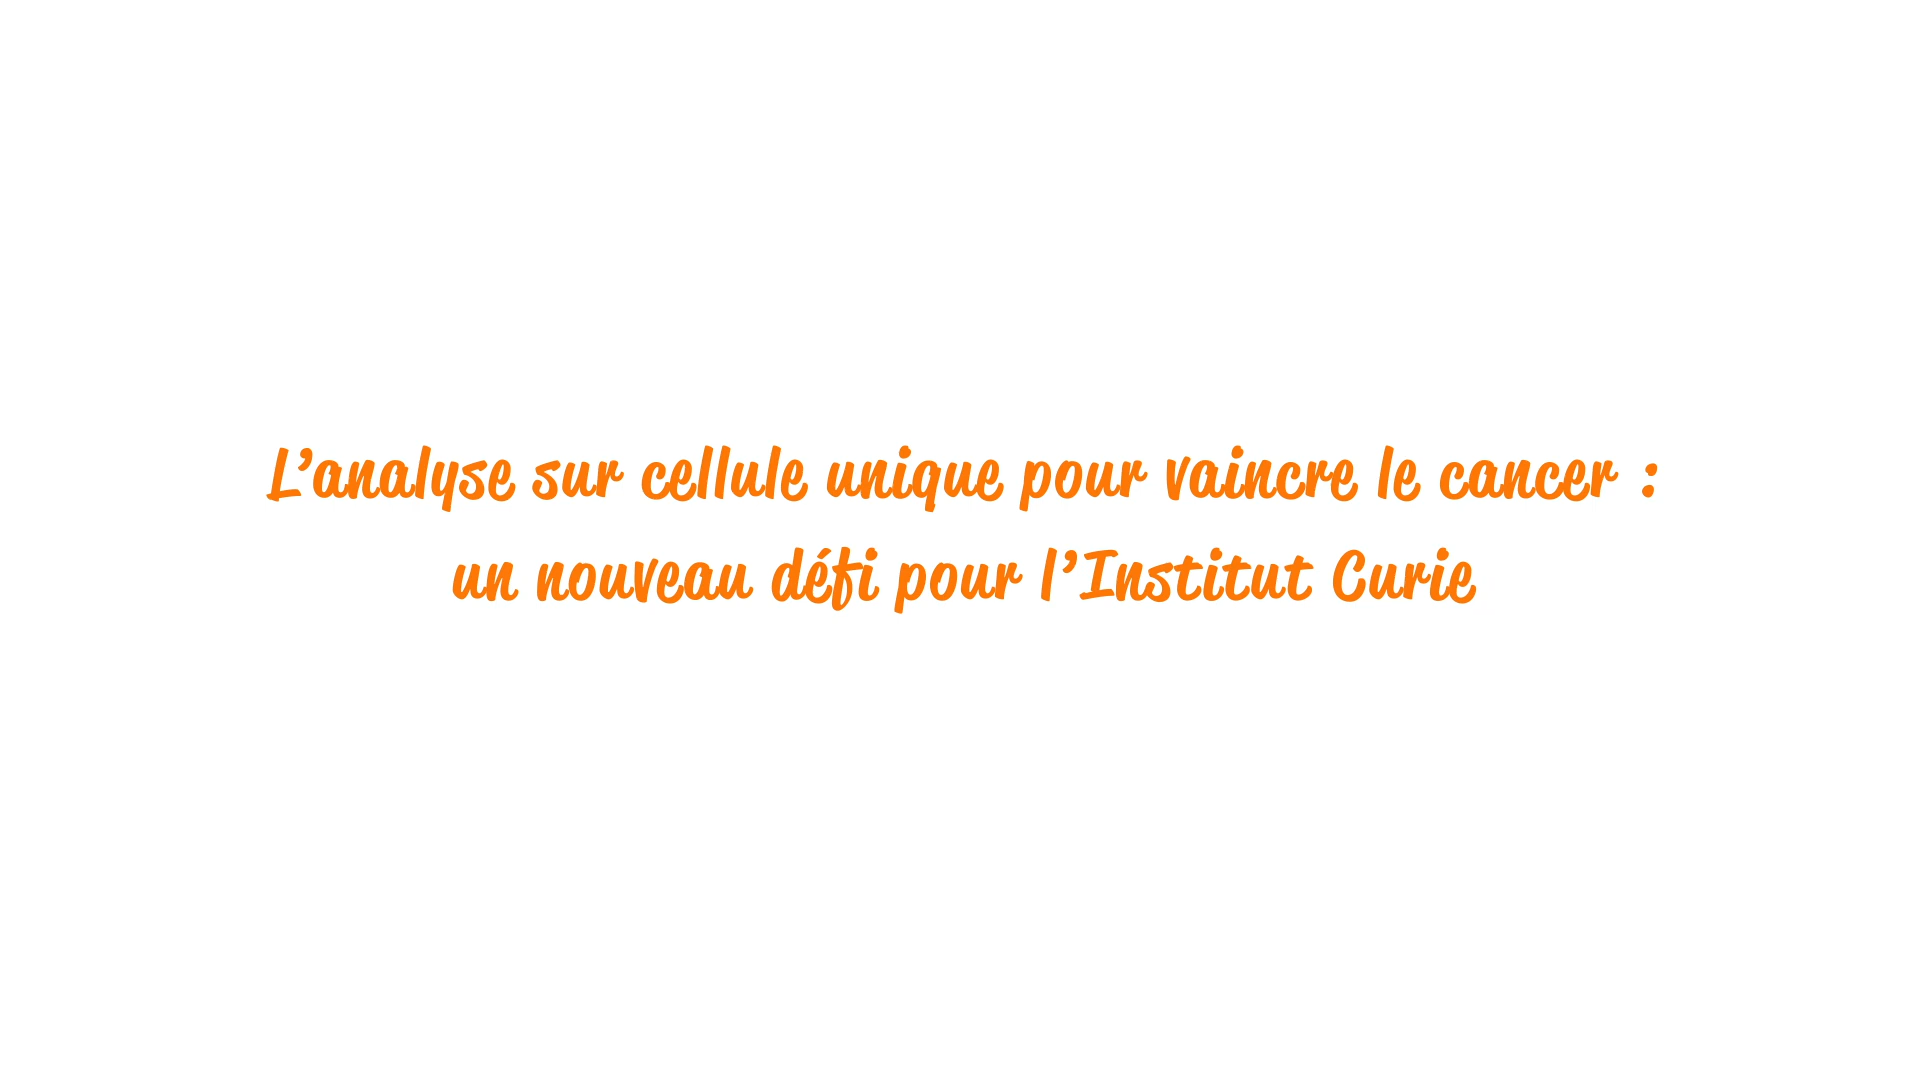 L’analyse sur cellule unique pour vaincre le cancer :
un nouveau défi pour l’Institut Curie